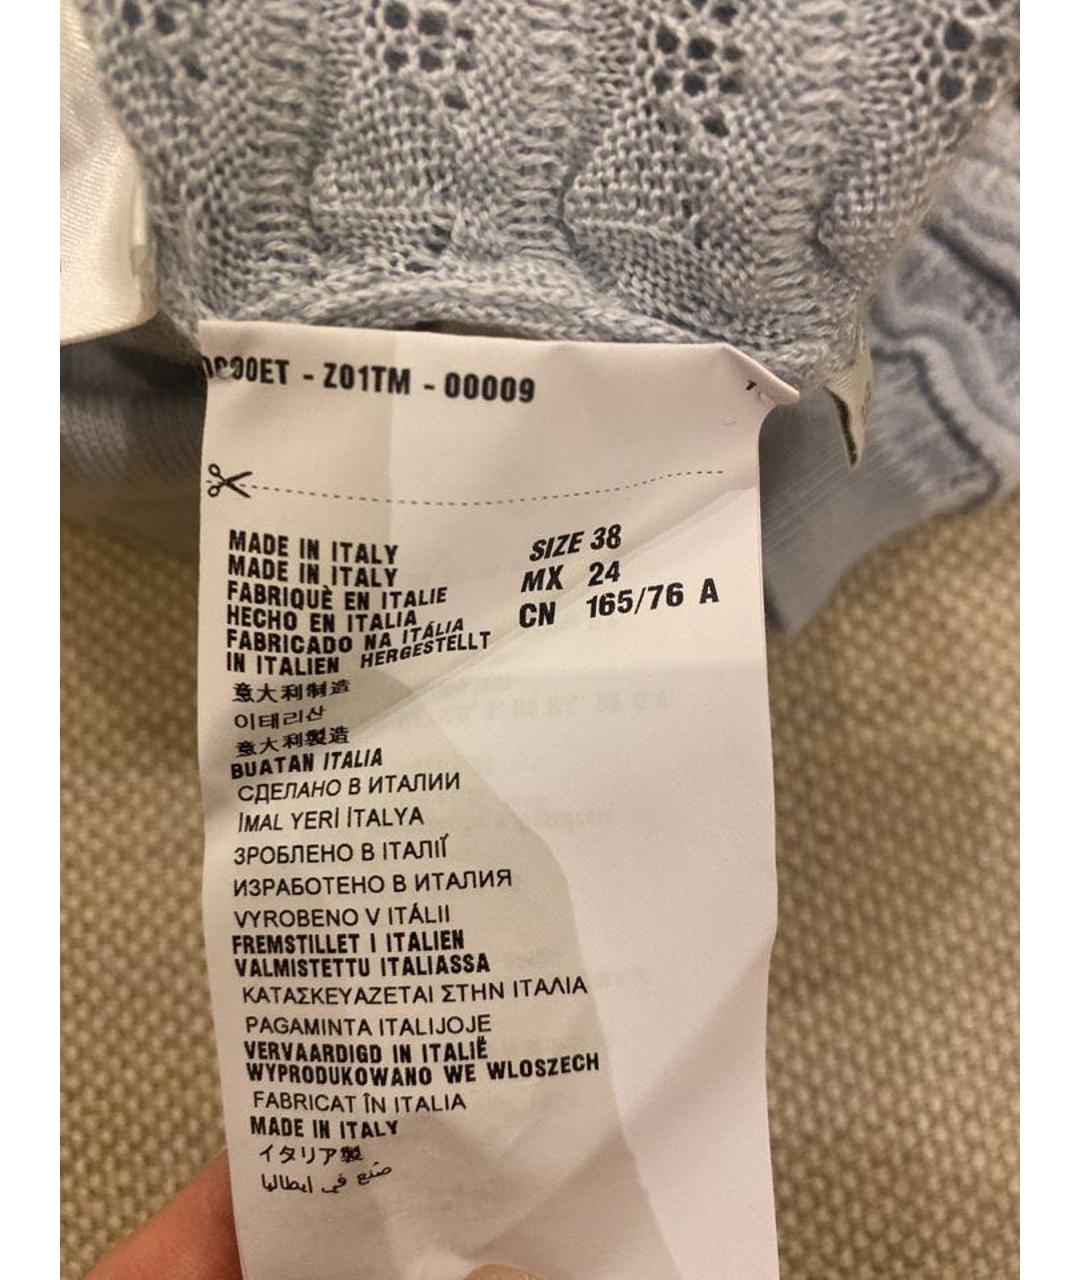 - Z01TM - 00009
MADE IN ITALY
MADE IN ITALY
FABRIQUÈ EN ITALIE
HECHO EN ITALIA
FABRICADO NA ITÁLIA
IN ITALIEN HERGESTELLT
意大利制造
이태리산
意大利製造
BUATAN ITALIA
СДЕЛАНО В ИТАЛИИ
İMAL YERİ İTALYA
ЗРОБЛЕНО В ІТАЛІЇ
ИЗРАБОТЕНО В ИТАЛИЯ
VYROBENO V ITÁLII
FREMSTILLET I ITALIEN
VALMISTETTU ITALIASSA
ΚΑΤΑΣΚΕΥΑΖΕΤΑΙ ΣΤΗΝ ΙΤΑΛΙΑ
PAGAMINTA ITALIJOJE
VERVAARDIGD IN ITALIË
WYPRODUKOWANO WE WLOSZECH
FABRICAT ÎN ITALIA
MADE IN ITALY
イタリア製
صنع في ايطاليا
SIZE 38
MX 24
CN 165/76 A